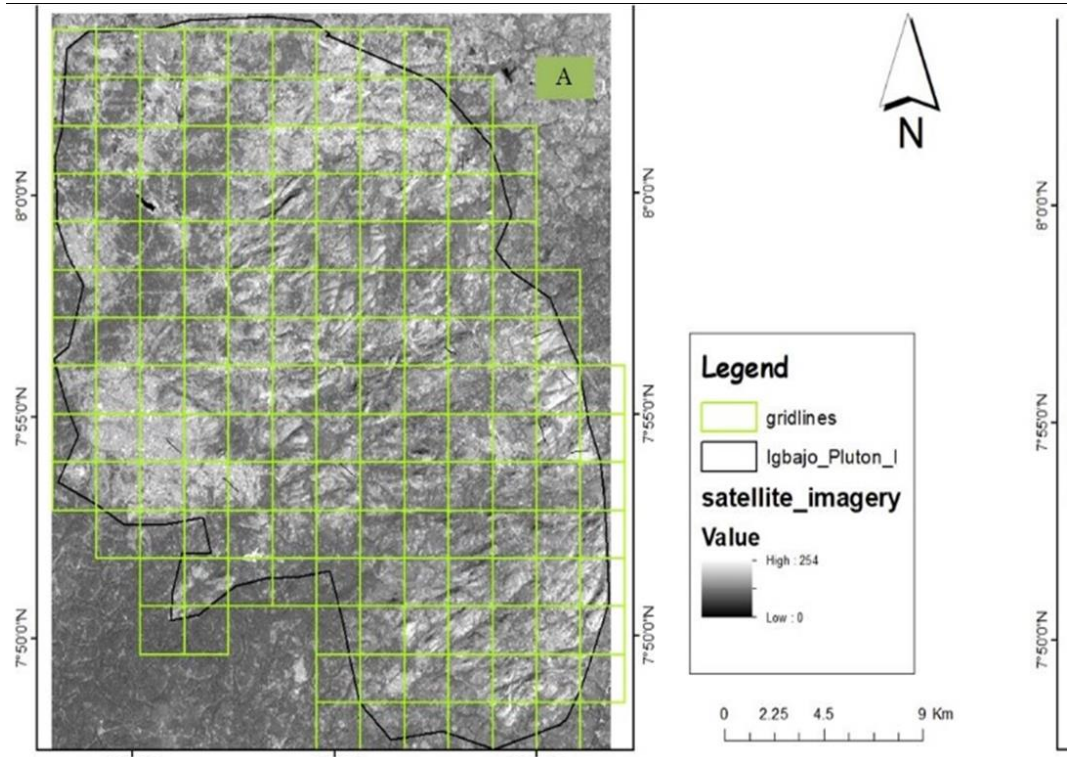 A
N
8°0'0"N
7°55'0"N
7°50'0"N
8°0'0"N
7°55'0"N
7°50'0"N
Legend
gridlines
Igbajo_Pluton_I
satellite_imagery
Value
High : 254
Low : 0
0 2.25 4.5 9 Km
8°0'0"N
7°55'0"N
7°50'0"N